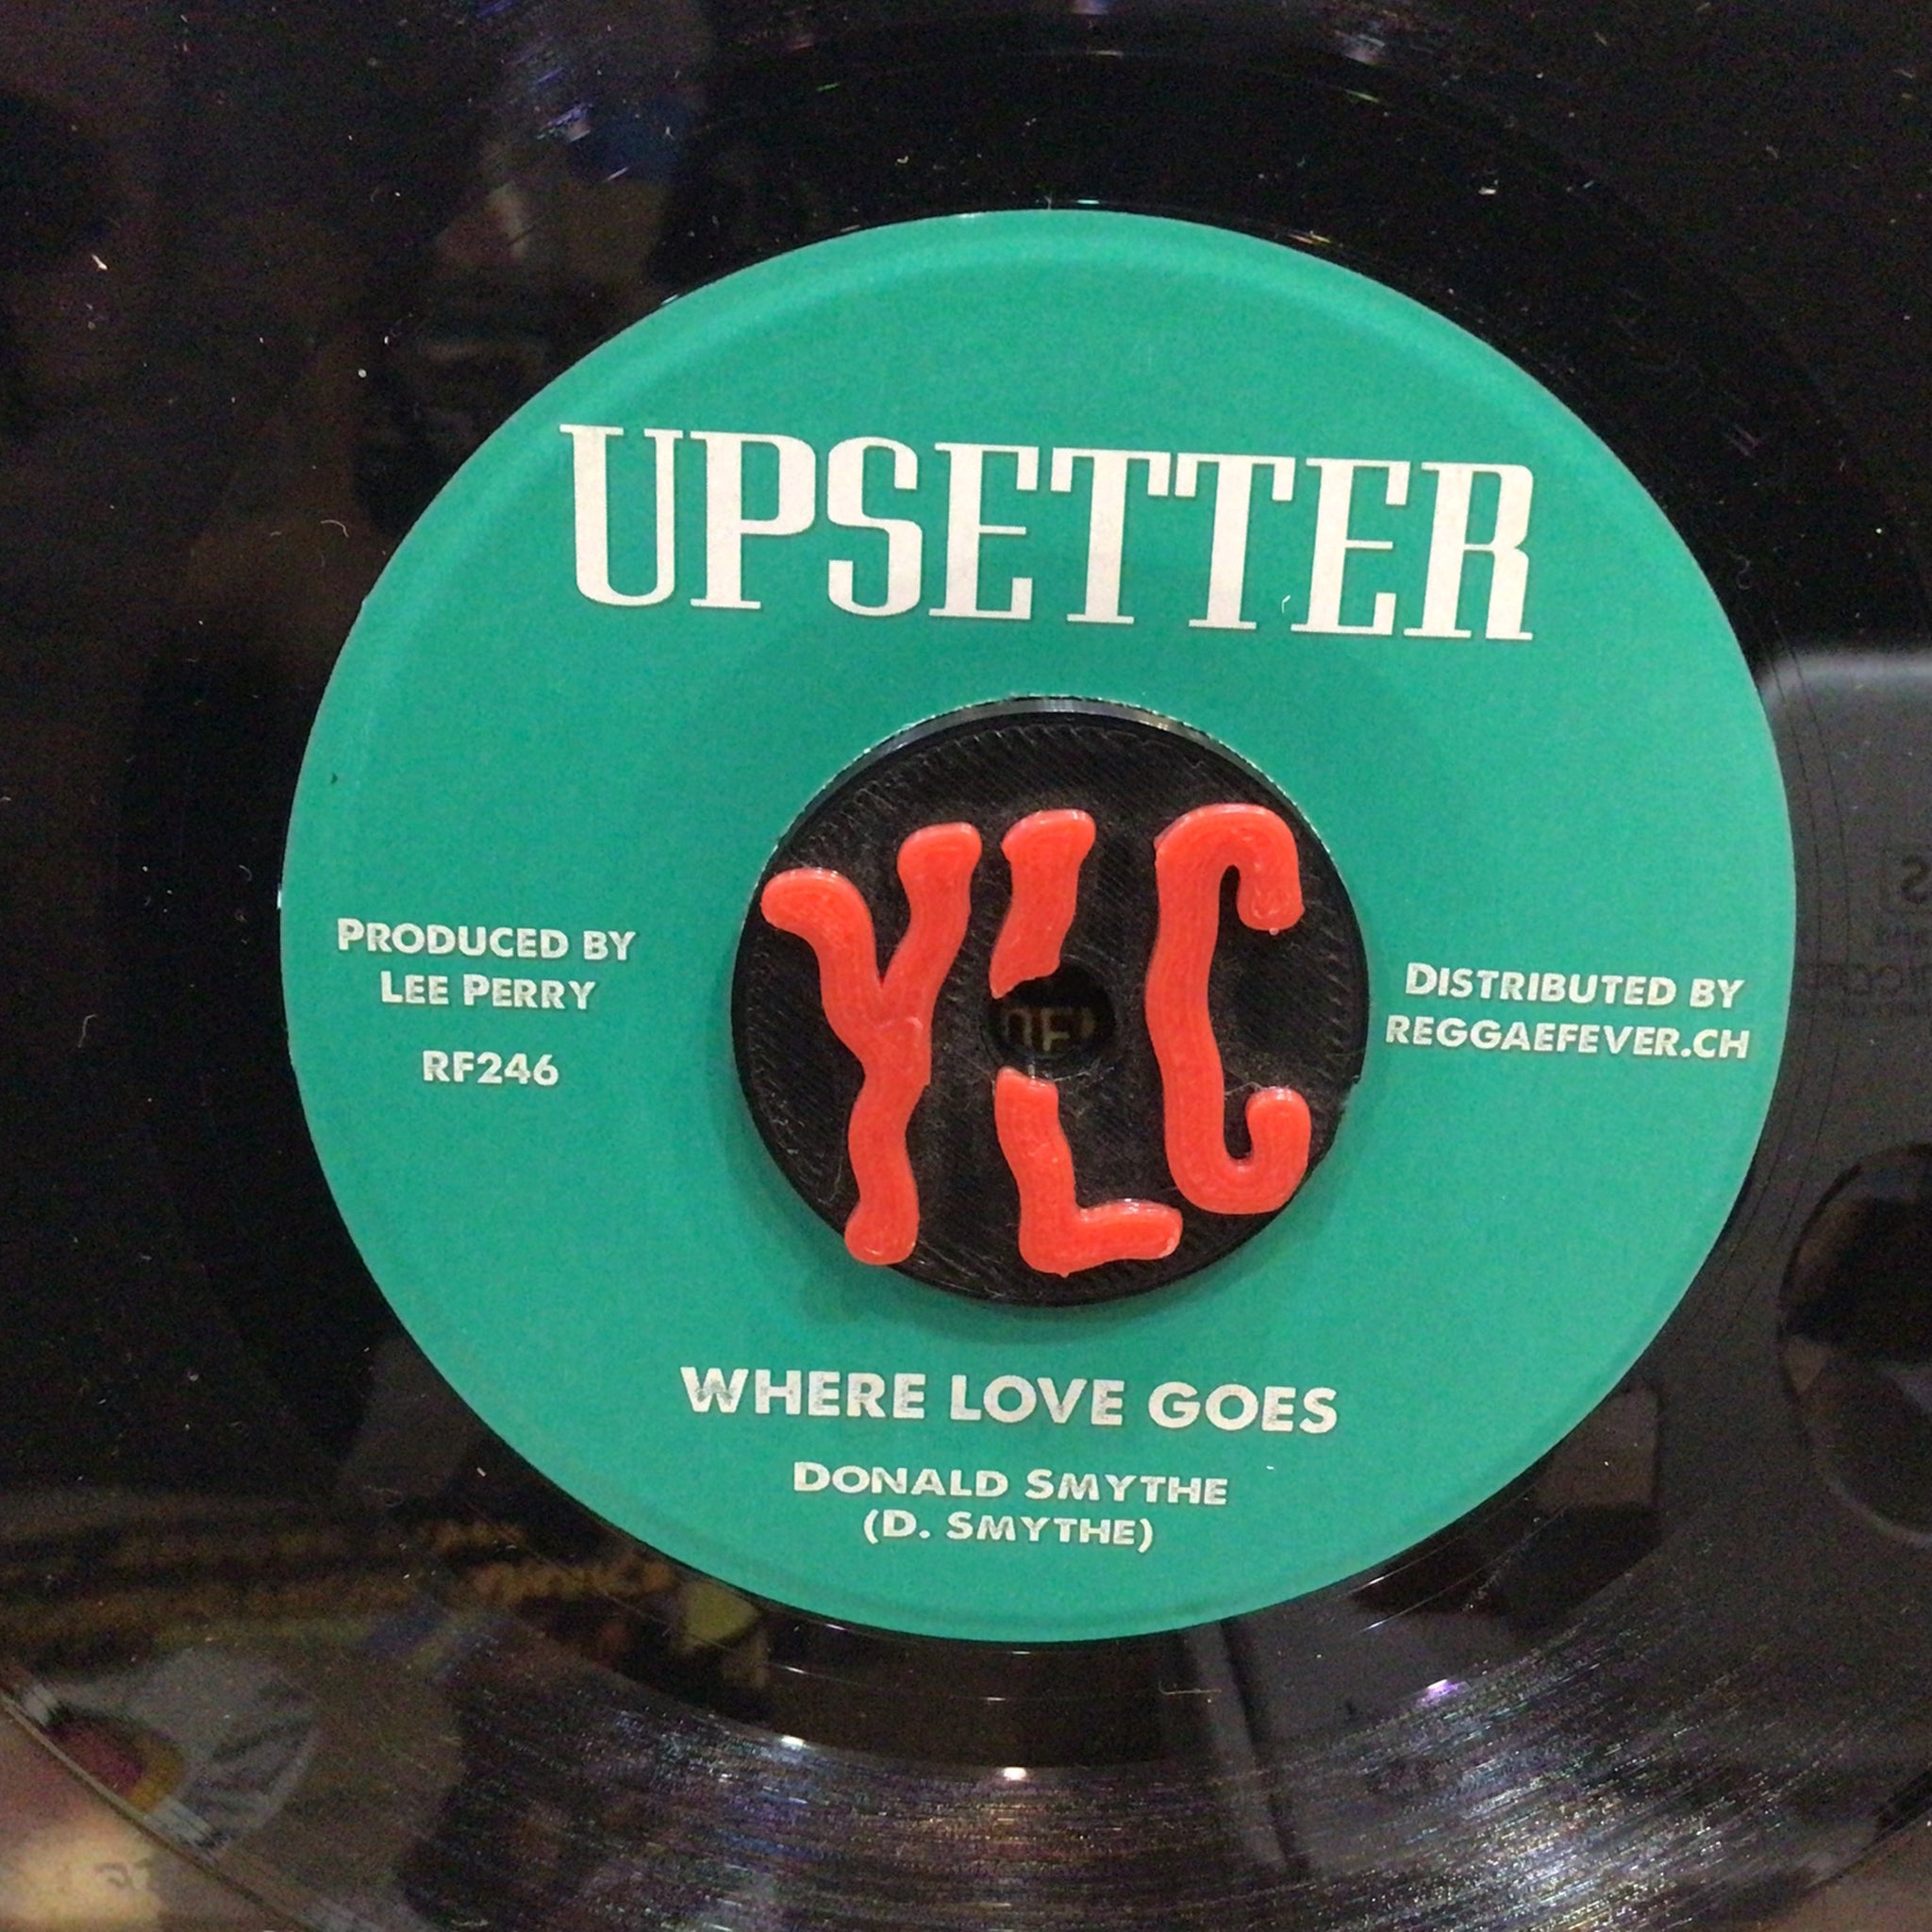 UPSETTER
PRODUCED BY
LEE PERRY
RF246
YLC
DISTRIBUTED BY
REGGAEFEVER.CH
WHERE LOVE GOES
DONALD SMYTHE
(D. SMYTHE)